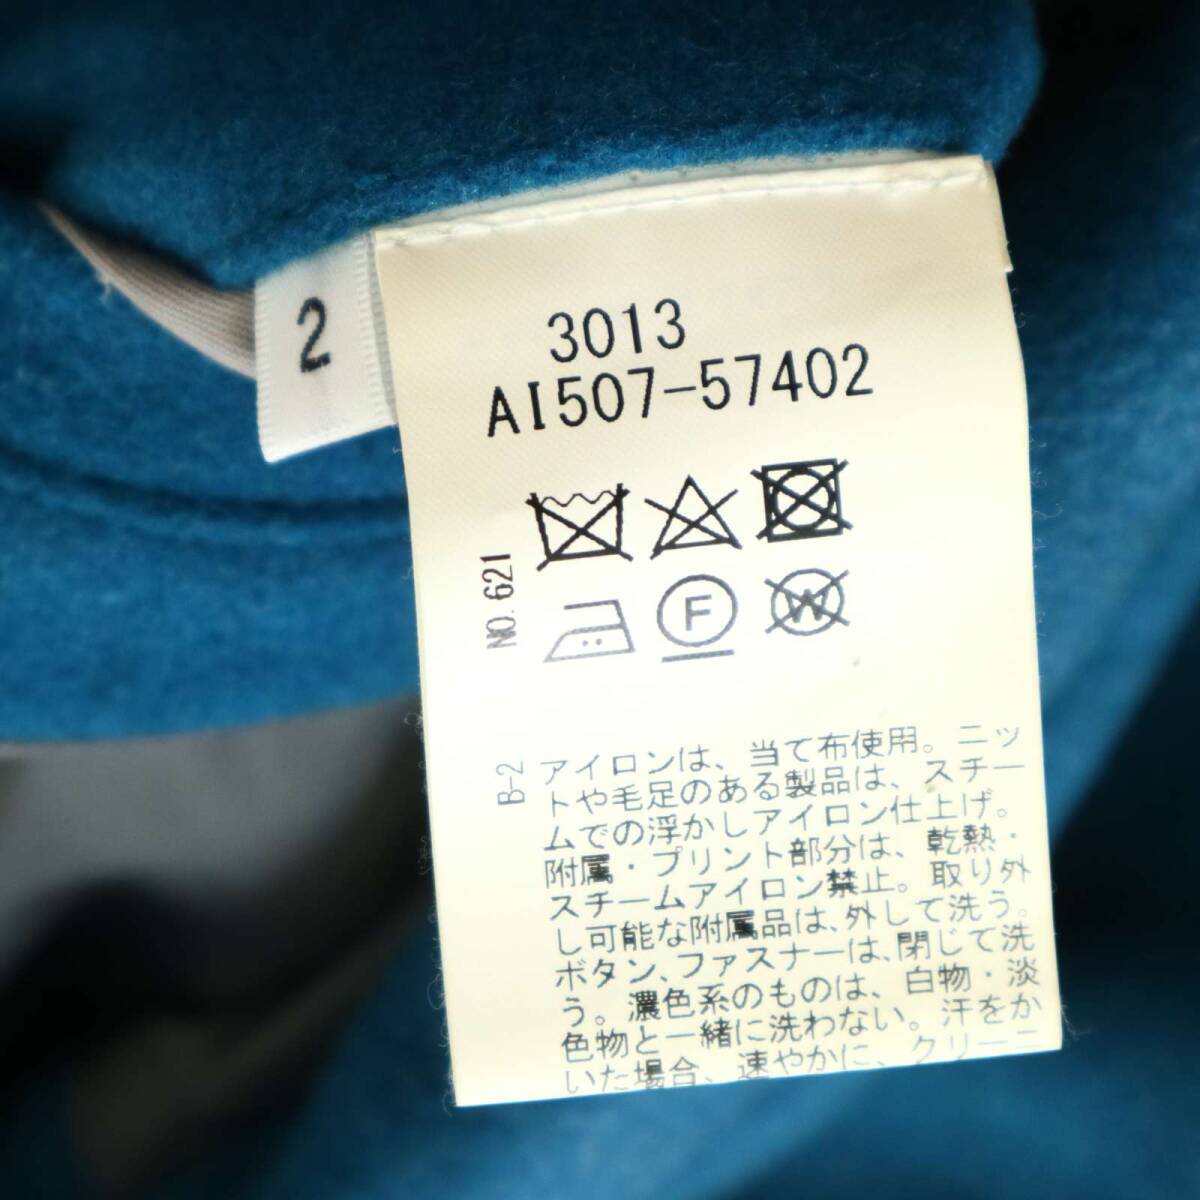 2
3013
AI507-57402
NO.621
F
W
B-2
アイロンは、当て布使用。ニッ
トや毛足のある製品は、スチー
ムでの浮かしアイロン仕上げ。
附属・プリント部分は、乾熱・
スチームアイロン禁止。取り外
し可能な附属品は、外して洗う。
ボタン、ファスナーは、閉じて洗
う。濃色系のものは、白物・淡
色物と一緒に洗わない。汗をか
いた場合、速やかに、クリーニ